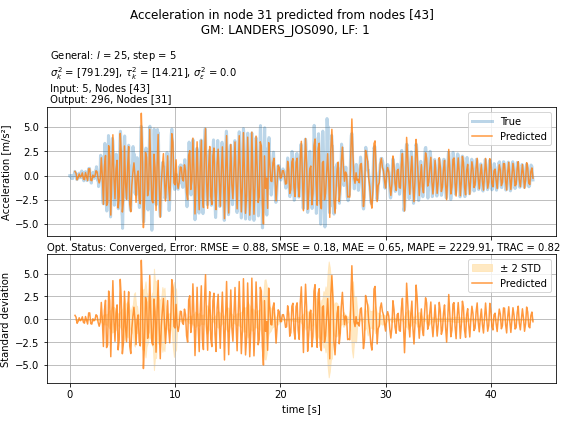 Acceleration in node 31 predicted from nodes [43]
GM: LANDERS_JOS090, LF: 1
General: l = 25, step = 5
σ²ₖ = [791.29], τ²ₖ = [14.21], σ²ε = 0.0
Input: 5, Nodes [43]
Output: 296, Nodes [31]
True
Predicted
5.0
2.5
0.0
−2.5
−5.0
Acceleration [m/s²]
Opt. Status: Converged, Error: RMSE = 0.88, SMSE = 0.18, MAE = 0.65, MAPE = 2229.91, TRAC = 0.82
± 2 STD
Predicted
5.0
2.5
0.0
−2.5
−5.0
Standard deviation
0
10
20
30
40
time [s]